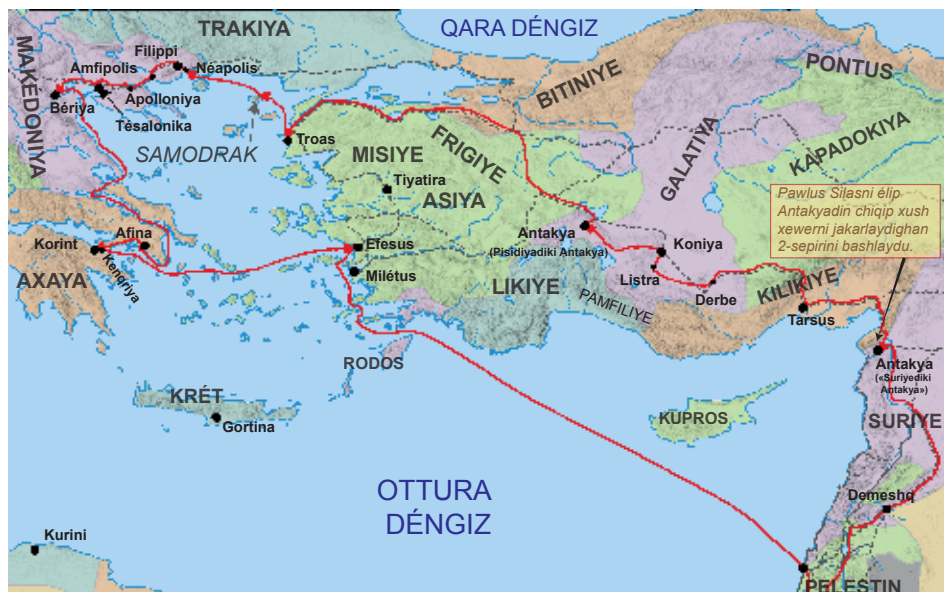 TRAKIYA
QARA DÉNGIZ
MAKÉDONIYA
Filippi
Amfipolis
Néapolis
PONTUS
Bériya
Apolloniya
BITINIYE
Tésalonika
SAMODRAK
Troas
MISIYE
FRIGIYE
GALATIYA
KAPADOKIYA
Tiyatira
ASIYA
Pawlus Silasni élip
Antakyadin chiqip xush
xewerni jakarlaydighan
2-sepirini bashlaydu.
Afina
Korint
Kenqriya
AXAYA
Efesus
Milétus
Antakya
(Pisidiyadiki Antakya)
Koniya
Listra
Derbe
LIKIYE
PAMFILIYE
KILIKIYE
Tarsus
Antakya
(«Suriyediki
Antakya»)
RODOS
KRÉT
Gortina
KUPROS
SURIYE
OTTURA
DÉNGIZ
Demeshq
Kurini
PELESTIN